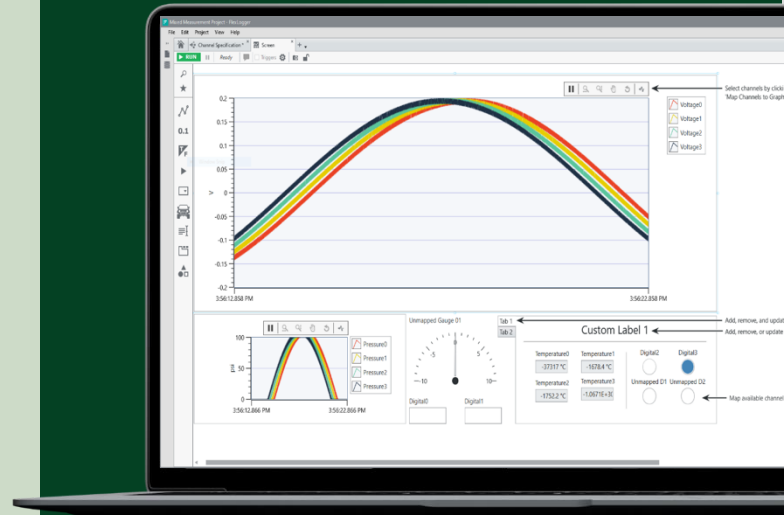 Mixed Measurement Project - FlexLogger
File Edit Project View Help
Channel Specification * Screen
RUN Ready Triggers
Select channels by clicki
'Map Channels to Graph
0.2
0.15
0.1
0.05
0
-0.05
-0.1
-0.15
-0.2
V
0.1
Voltage0
Voltage1
Voltage2
Voltage3
3:56:12.858 PM 3:56:22.858 PM
100
50
0
psi
Pressure0
Pressure1
Pressure2
Pressure3
3:56:12.866 PM 3:56:22.866 PM
Unmapped Gauge 01
0
-5 5
-10 10
Digital0 Digital1
Tab 1
Tab 2
Add, remove, and updat
Add, remove, or update
Custom Label 1
Temperature0 Temperature1 Digital2 Digital3
-37317 °C -1678.4 °C
Temperature2 Temperature3 Unmapped D1 Unmapped D2
-1752.2 °C
Map available channel